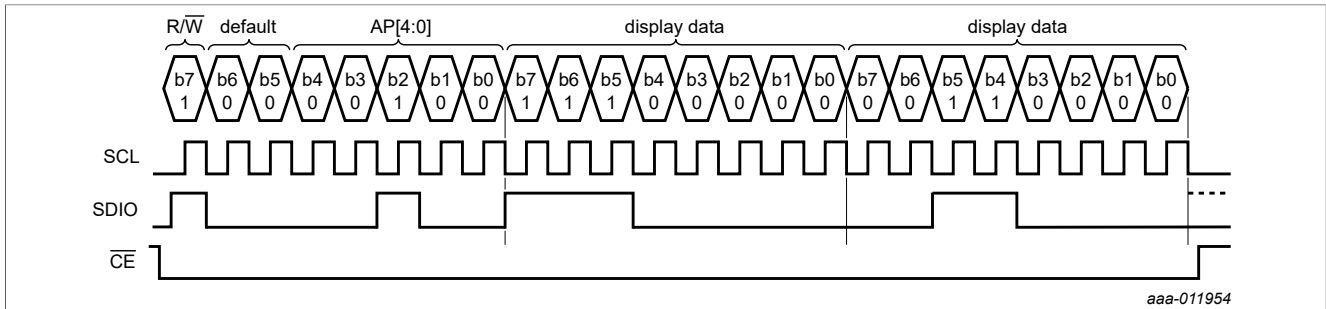 R/W̅ default AP[4:0] display data display data
b7 b6 b5 b4 b3 b2 b1 b0 b7 b6 b5 b4 b3 b2 b1 b0 b7 b6 b5 b4 b3 b2 b1 b0
1 0 0 0 0 1 0 0 1 1 1 0 0 0 0 0 0 0 1 1 0 0 0 0
SCL
SDIO
C̅E̅
aaa-011954